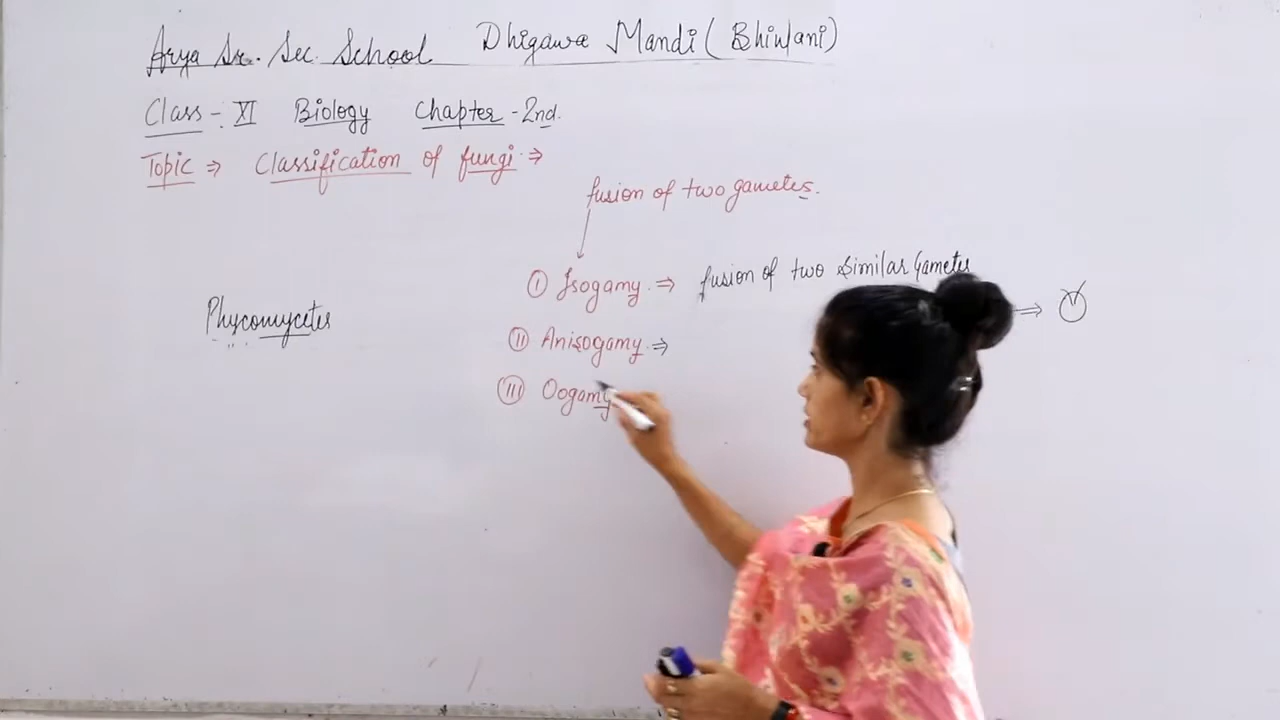 Arya Sr. Sec. School Dhigawa Mandi (Bhiwani)
Class - XI Biology Chapter - 2nd.
Topic ⇒ Classification of fungi ⇒
fusion of two gametes.
(I) Isogamy ⇒ fusion of two similar Gametes
Phycomycetes
(II) Anisogamy ⇒
⇒
(III) Oogamy